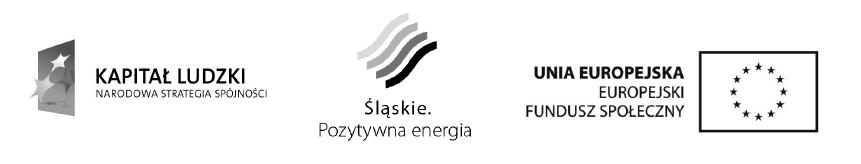 KAPITAŁ LUDZKI
NARODOWA STRATEGIA SPÓJNOŚCI
Śląskie.
Pozytywna energia
UNIA EUROPEJSKA
EUROPEJSKI
FUNDUSZ SPOŁECZNY